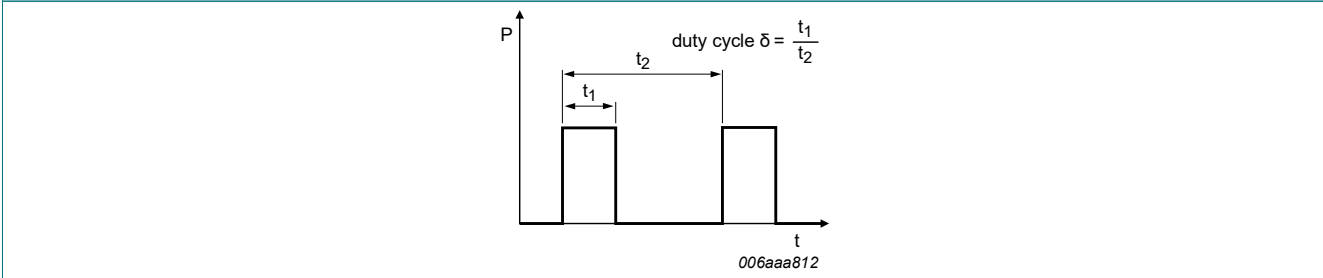 P
duty cycle δ = t1
t2
t2
t1
t
006aaa812